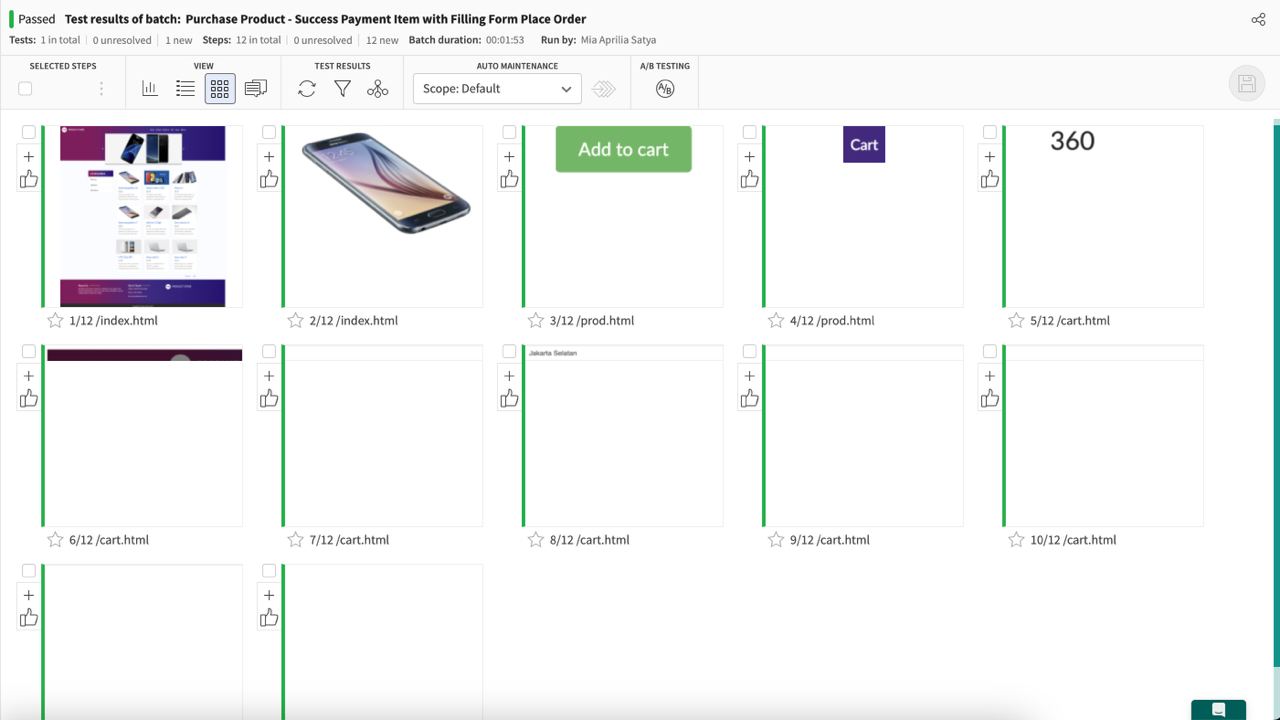 Passed Test results of batch: Purchase Product - Success Payment Item with Filling Form Place Order
Tests: 1 in total 0 unresolved 1 new Steps: 12 in total 0 unresolved 12 new Batch duration: 00:01:53 Run by: Mia Aprilia Satya
SELECTED STEPS VIEW TEST RESULTS AUTO MAINTENANCE A/B TESTING
Scope: Default A/B
Add to cart Cart 360
1/12 /index.html 2/12 /index.html 3/12 /prod.html 4/12 /prod.html 5/12 /cart.html
Jakarta Selatan
6/12 /cart.html 7/12 /cart.html 8/12 /cart.html 9/12 /cart.html 10/12 /cart.html